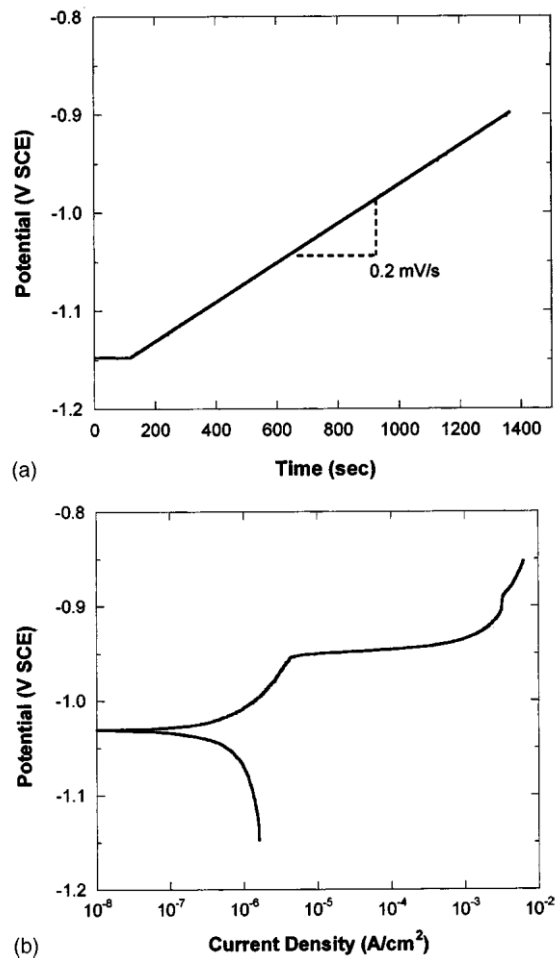 -0.8
-0.9
-1.0
-1.1
-1.2
Potential (V SCE)
0.2 mV/s
0 200 400 600 800 1000 1200 1400
(a)
Time (sec)
-0.8
-0.9
-1.0
-1.1
-1.2
Potential (V SCE)
10⁻⁸ 10⁻⁷ 10⁻⁶ 10⁻⁵ 10⁻⁴ 10⁻³ 10⁻²
(b)
Current Density (A/cm²)